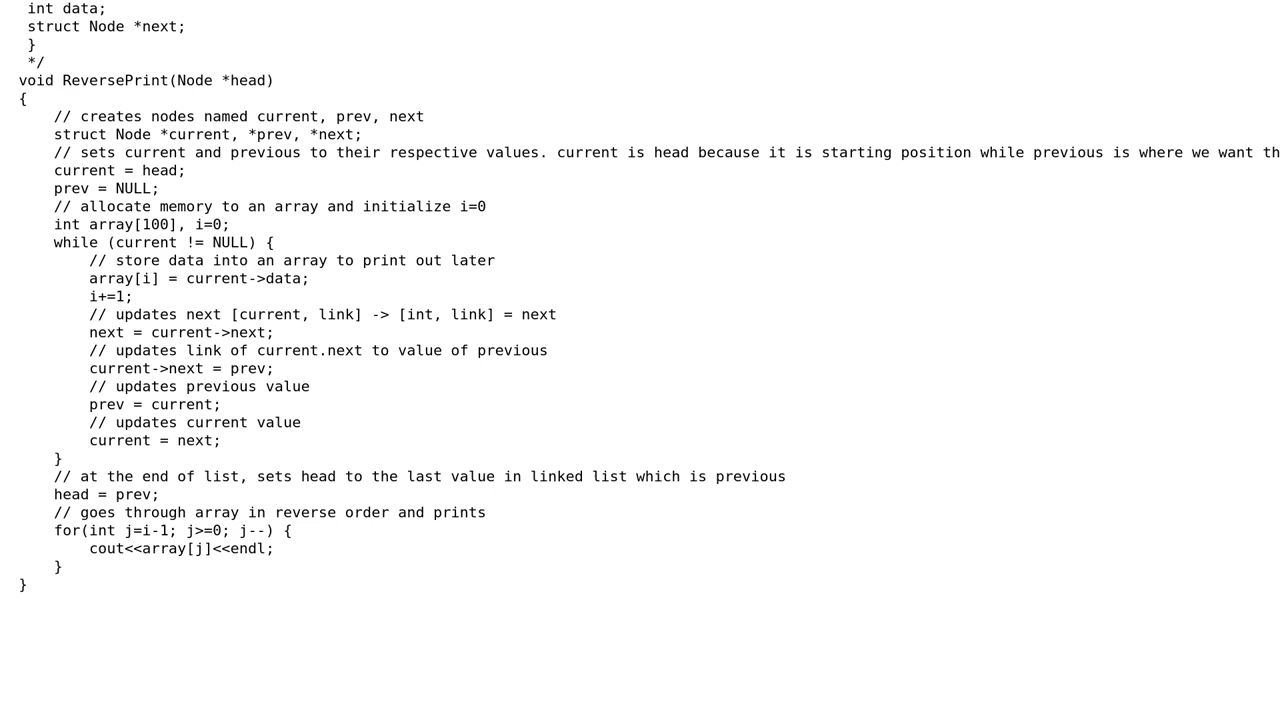 int data;
 struct Node *next;
 }
 */
void ReversePrint(Node *head)
{
    // creates nodes named current, prev, next
    struct Node *current, *prev, *next;
    // sets current and previous to their respective values. current is head because it is starting position while previous is where we want th
    current = head;
    prev = NULL;
    // allocate memory to an array and initialize i=0
    int array[100], i=0;
    while (current != NULL) {
        // store data into an array to print out later
        array[i] = current->data;
        i+=1;
        // updates next [current, link] -> [int, link] = next
        next = current->next;
        // updates link of current.next to value of previous
        current->next = prev;
        // updates previous value
        prev = current;
        // updates current value
        current = next;
    }
    // at the end of list, sets head to the last value in linked list which is previous
    head = prev;
    // goes through array in reverse order and prints
    for(int j=i-1; j>=0; j--) {
        cout<<array[j]<<endl;
    }
}